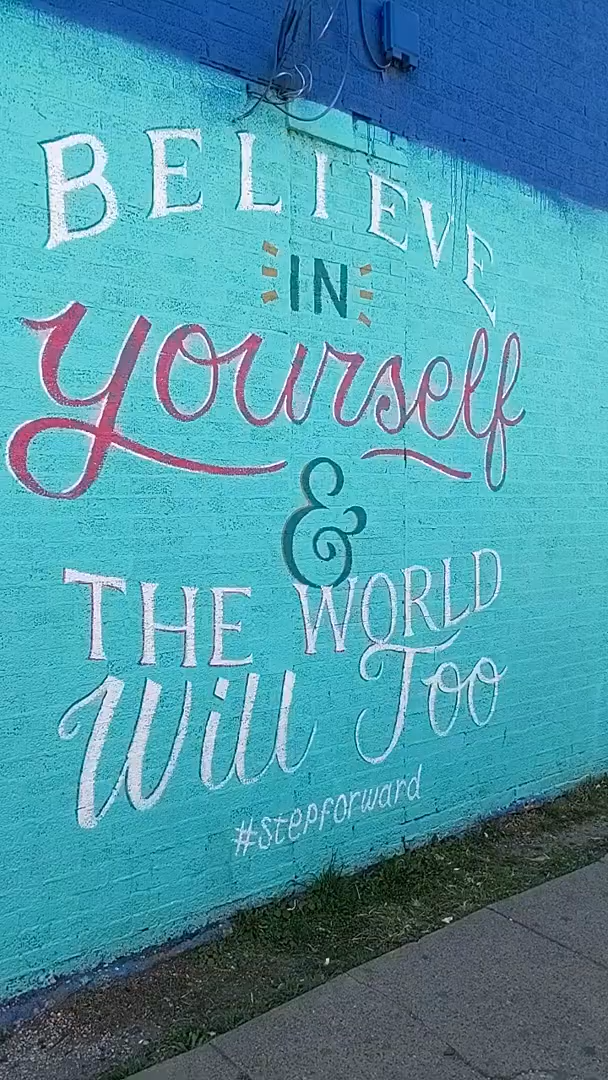 BELIEVE
IN
yourself
&
THE WORLD
Will Too
#stepforward